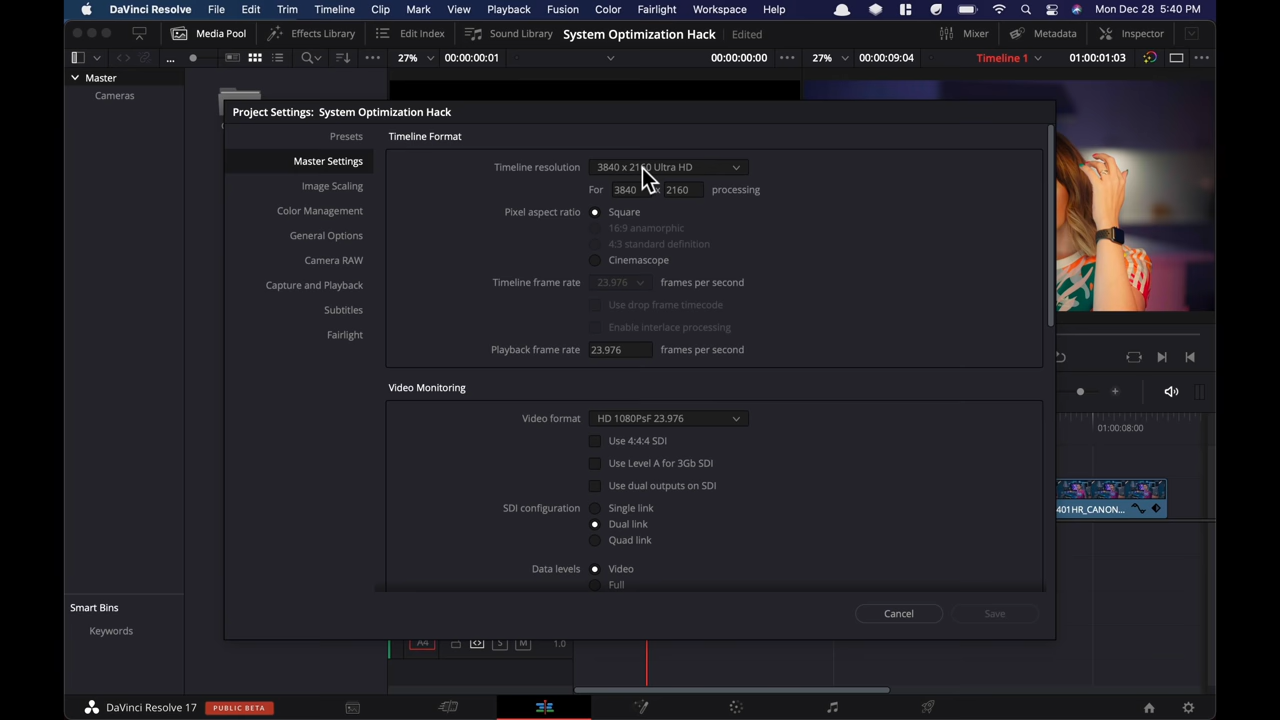 DaVinci Resolve File Edit Trim Timeline Clip Mark View Playback Fusion Color Fairlight Workspace Help Mon Dec 28 5:40 PM
Media Pool Effects Library Edit Index Sound Library System Optimization Hack Edited Mixer Metadata Inspector
... 27% 00:00:00:01 00:00:00:00 27% 00:00:09:04 Timeline 1 01:00:01:03
Master
Cameras
Project Settings: System Optimization Hack
Presets
Master Settings
Image Scaling
Color Management
General Options
Camera RAW
Capture and Playback
Subtitles
Fairlight
Timeline Format
Timeline resolution 3840 x 2160 Ultra HD
For 3840 x 2160 processing
Pixel aspect ratio Square
16:9 anamorphic
4:3 standard definition
Cinemascope
Timeline frame rate 23.976 frames per second
Use drop frame timecode
Enable interlace processing
Playback frame rate 23.976 frames per second
Video Monitoring
Video format HD 1080PsF 23.976
Use 4:4:4 SDI
Use Level A for 3Gb SDI
Use dual outputs on SDI
SDI configuration Single link
Dual link
Quad link
Data levels Video
Full
Cancel Save
01:00:08:00
401HR_CANON...
Smart Bins
Keywords
A4 S M 1.0
DaVinci Resolve 17 PUBLIC BETA